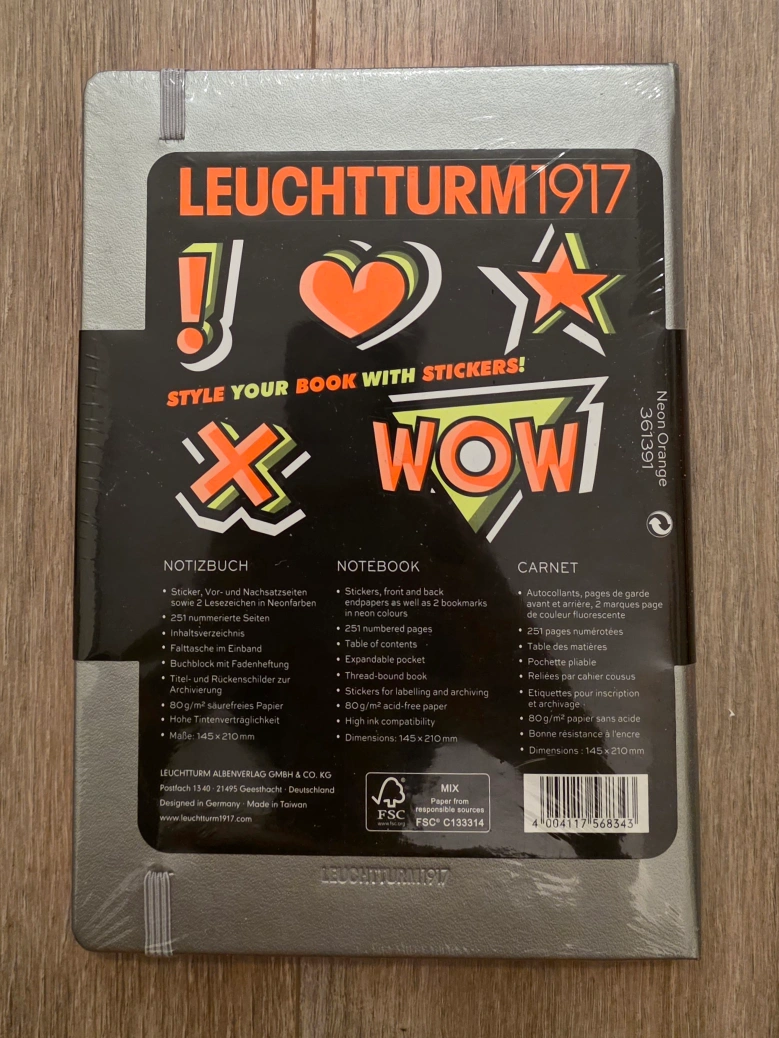 LEUCHTTURM1917
!
STYLE YOUR BOOK WITH STICKERS!
X
WOW
Neon Orange
361391
NOTIZBUCH
• Sticker, Vor- und Nachsatzseiten
sowie 2 Lesezeichen in Neonfarben
• 251 nummerierte Seiten
• Inhaltsverzeichnis
• Falttasche im Einband
• Buchblock mit Fadenheftung
• Titel- und Rückenschilder zur
Archivierung
• 80 g/m² säurefreies Papier
• Hohe Tintenverträglichkeit
• Maße: 145 x 210 mm
NOTEBOOK
• Stickers, front and back
endpapers as well as 2 bookmarks
in neon colours
• 251 numbered pages
• Table of contents
• Expandable pocket
• Thread-bound book
• Stickers for labelling and archiving
• 80 g/m² acid-free paper
• High ink compatibility
• Dimensions: 145 x 210 mm
CARNET
• Autocollants, pages de garde
avant et arrière, 2 marques page
de couleur fluorescente
• 251 pages numérotées
• Table des matières
• Pochette pliable
• Reliées par cahier cousus
• Etiquettes pour inscription
et archivage
• 80 g/m² papier sans acide
• Bonne résistance à l'encre
• Dimensions : 145 x 210 mm
LEUCHTTURM ALBENVERLAG GMBH & CO. KG
Postfach 1340 · 21495 Geesthacht · Deutschland
Designed in Germany · Made in Taiwan
www.leuchtturm1917.com
FSC
www.fsc.org
MIX
Paper from
responsible sources
FSC® C133314
4 004117 568343
LEUCHTTURM1917